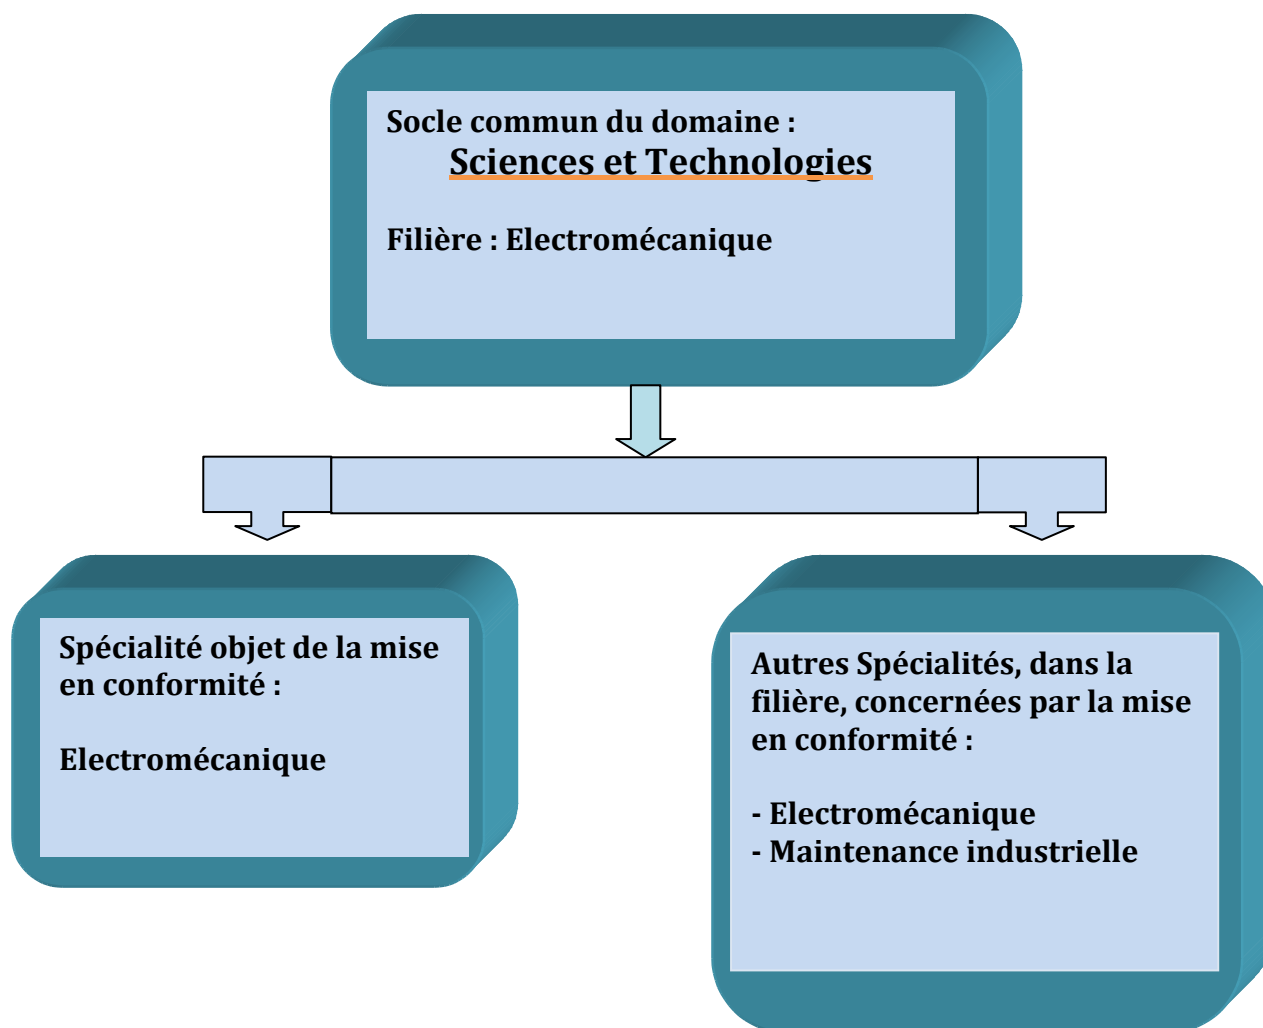 Socle commun du domaine :
Sciences et Technologies
Filière : Electromécanique
Spécialité objet de la mise
en conformité :
Electromécanique
Autres Spécialités, dans la
filière, concernées par la mise
en conformité :
- Electromécanique
- Maintenance industrielle